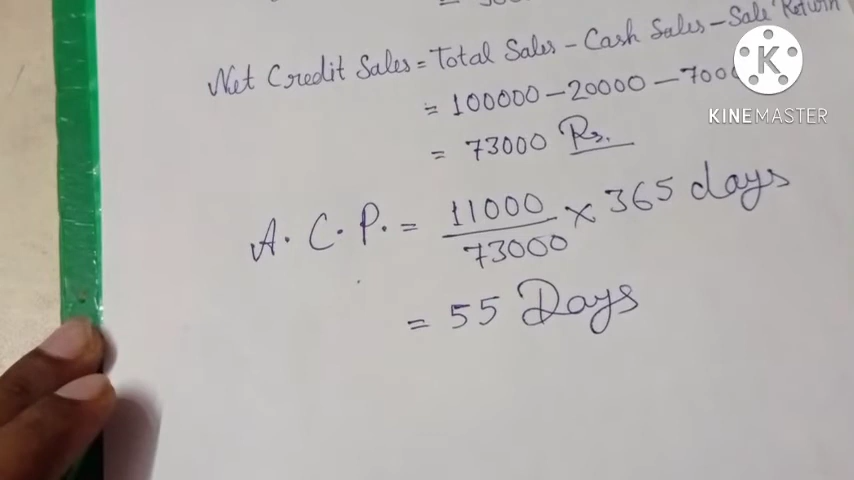 Net Credit Sales = Total Sales - Cash Sales - Sale Return
= 100000 - 20000 - 7000
= 73000 Rs.
A.C.P. = 11000/73000 × 365 days
= 55 Days
K
KINEMASTER